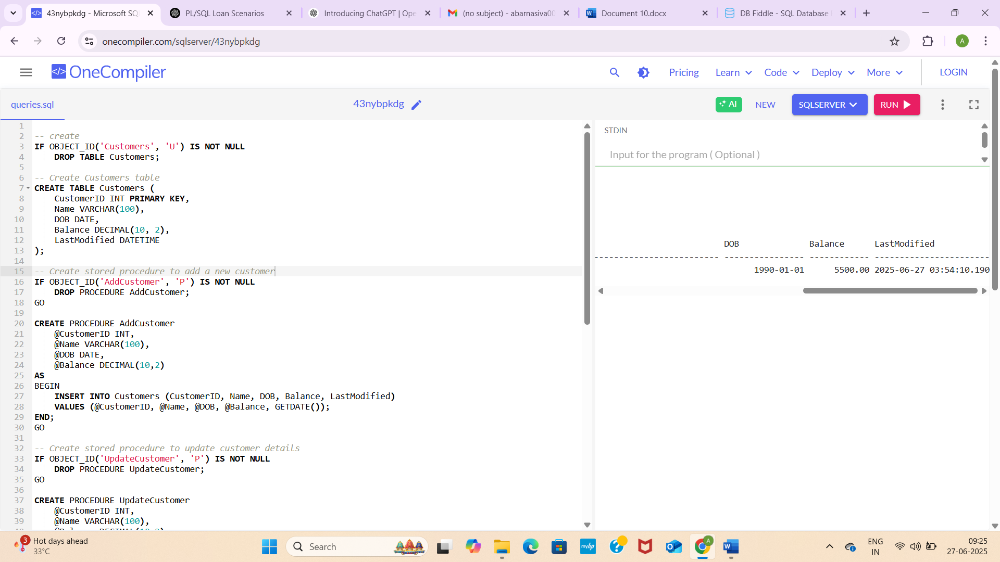 43nybpkdg - Microsoft SQ
PL/SQL Loan Scenarios
Introducing ChatGPT | Ope
(no subject) - abarnasiva00
Document 10.docx
DB Fiddle - SQL Database
onecompiler.com/sqlserver/43nybpkdg
A
OneCompiler
Pricing
Learn
Code
Deploy
More
LOGIN
queries.sql
43nybpkdg
AI
NEW
SQLSERVER
RUN
1
2 -- create
3 IF OBJECT_ID('Customers', 'U') IS NOT NULL
4 DROP TABLE Customers;
5
6 -- Create Customers table
7 CREATE TABLE Customers (
8 CustomerID INT PRIMARY KEY,
9 Name VARCHAR(100),
10 DOB DATE,
11 Balance DECIMAL(10, 2),
12 LastModified DATETIME
13 );
14
15 -- Create stored procedure to add a new customer
16 IF OBJECT_ID('AddCustomer', 'P') IS NOT NULL
17 DROP PROCEDURE AddCustomer;
18 GO
19
20 CREATE PROCEDURE AddCustomer
21 @CustomerID INT,
22 @Name VARCHAR(100),
23 @DOB DATE,
24 @Balance DECIMAL(10,2)
25 AS
26 BEGIN
27 INSERT INTO Customers (CustomerID, Name, DOB, Balance, LastModified)
28 VALUES (@CustomerID, @Name, @DOB, @Balance, GETDATE());
29 END;
30 GO
31
32 -- Create stored procedure to update customer details
33 IF OBJECT_ID('UpdateCustomer', 'P') IS NOT NULL
34 DROP PROCEDURE UpdateCustomer;
35 GO
36
37 CREATE PROCEDURE UpdateCustomer
38 @CustomerID INT,
39 @Name VARCHAR(100),
STDIN
Input for the program ( Optional )
DOB Balance LastModified
------------------------- ---------------- ------------ -----------------------
1990-01-01 5500.00 2025-06-27 03:54:10.190
3
Hot days ahead
33°C
Search
myhp
A
ENG
IN
09:25
27-06-2025